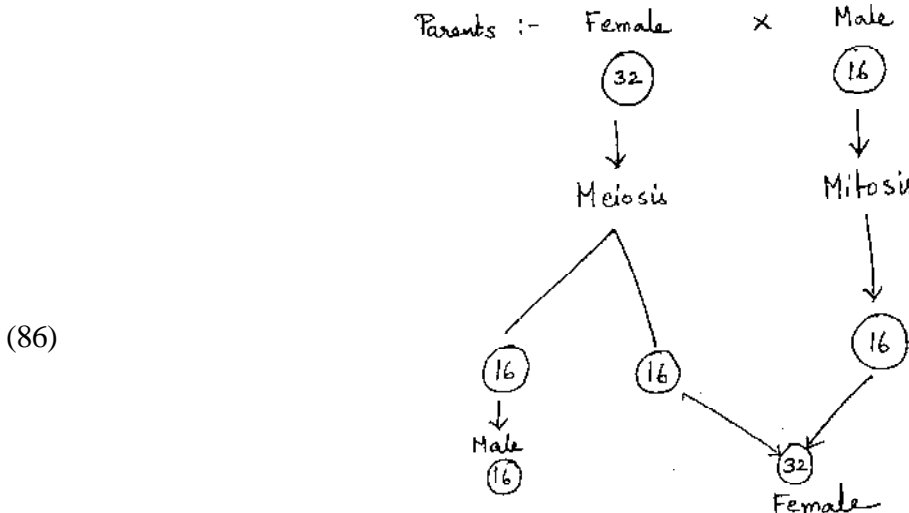 Parents :- Female × Male
32 16
Meiosis Mitosis
(86)
16 16 16
Male
16 32
Female